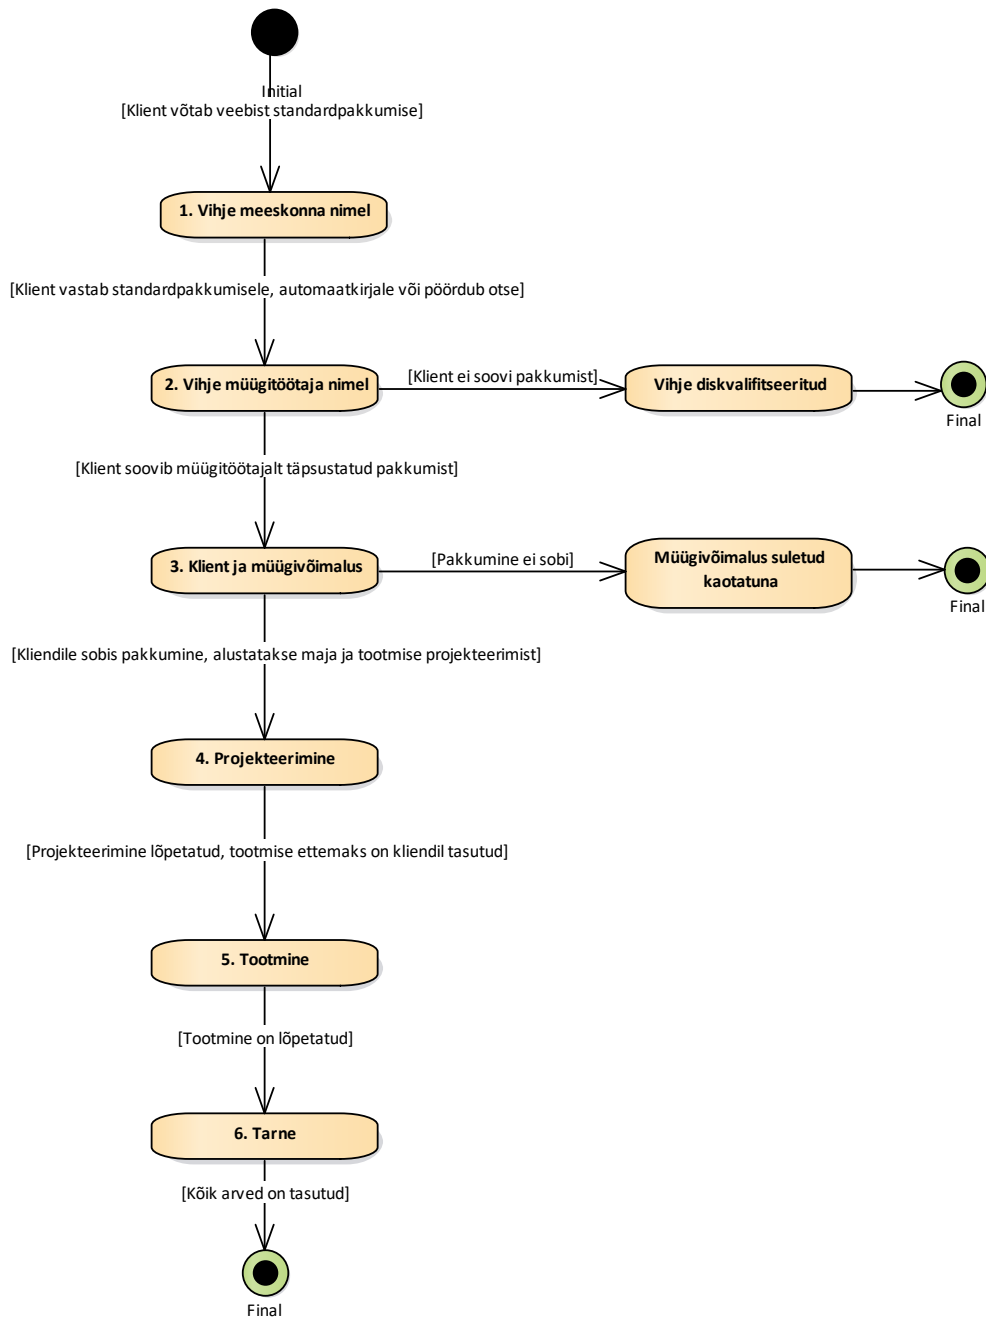 Initial
[Klient võtab veebist standardpakkumise]
1. Vihje meeskonna nimel
[Klient vastab standardpakkumisele, automaatkirjale või pöördub otse]
2. Vihje müügitöötaja nimel
[Klient ei soovi pakkumist]
Vihje diskvalifitseeritud
Final
[Klient soovib müügitöötajalt täpsustatud pakkumist]
3. Klient ja müügivõimalus
[Pakkumine ei sobi]
Müügivõimalus suletud
kaotatuna
Final
[Kliendile sobis pakkumine, alustatakse maja ja tootmise projekteerimist]
4. Projekteerimine
[Projekteerimine lõpetatud, tootmise ettemaks on kliendil tasutud]
5. Tootmine
[Tootmine on lõpetatud]
6. Tarne
[Kõik arved on tasutud]
Final